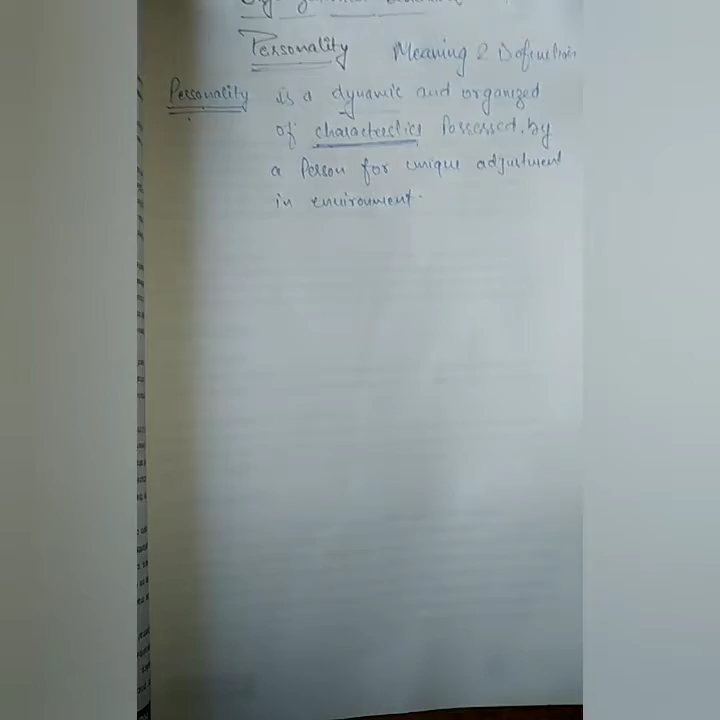 Personality Meaning & Definition
Personality is a dynamic and organized
of characteristics Possessed by
a Person for unique adjustment
in environment.